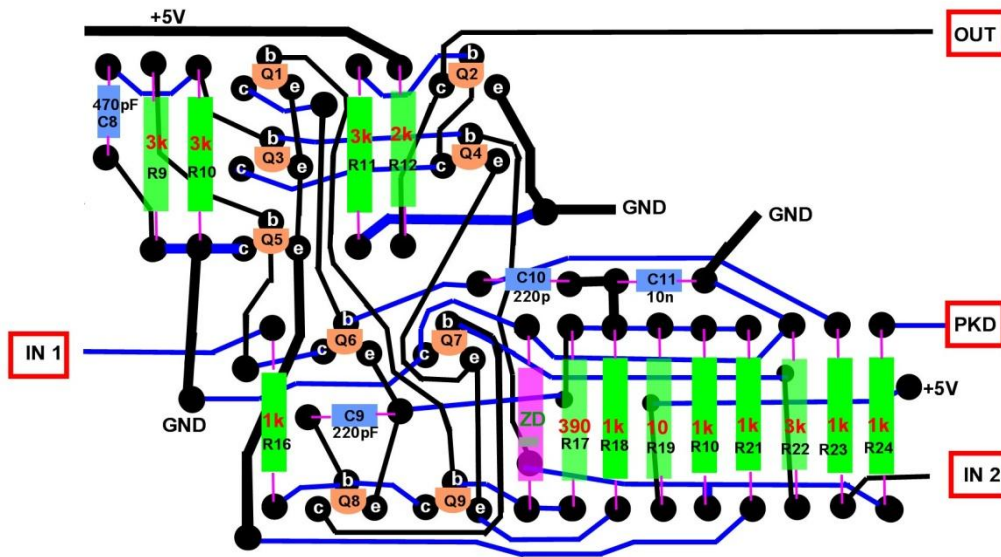 +5V
OUT
b
Q1
c
e
b
Q2
c
e
470pF
C8
3k
R9
3k
R10
3k
R11
2k
R12
b
Q3
c
e
b
Q4
c
e
GND
GND
b
Q5
c
e
C10
220p
C11
10n
PKD
IN 1
b
Q6
c
e
b
Q7
c
e
+5V
GND
1k
R16
C9
220pF
ZD
390
R17
1k
R18
10
R19
1k
R10
1k
R21
3k
R22
1k
R23
1k
R24
IN 2
b
Q8
c
e
b
Q9
c
e